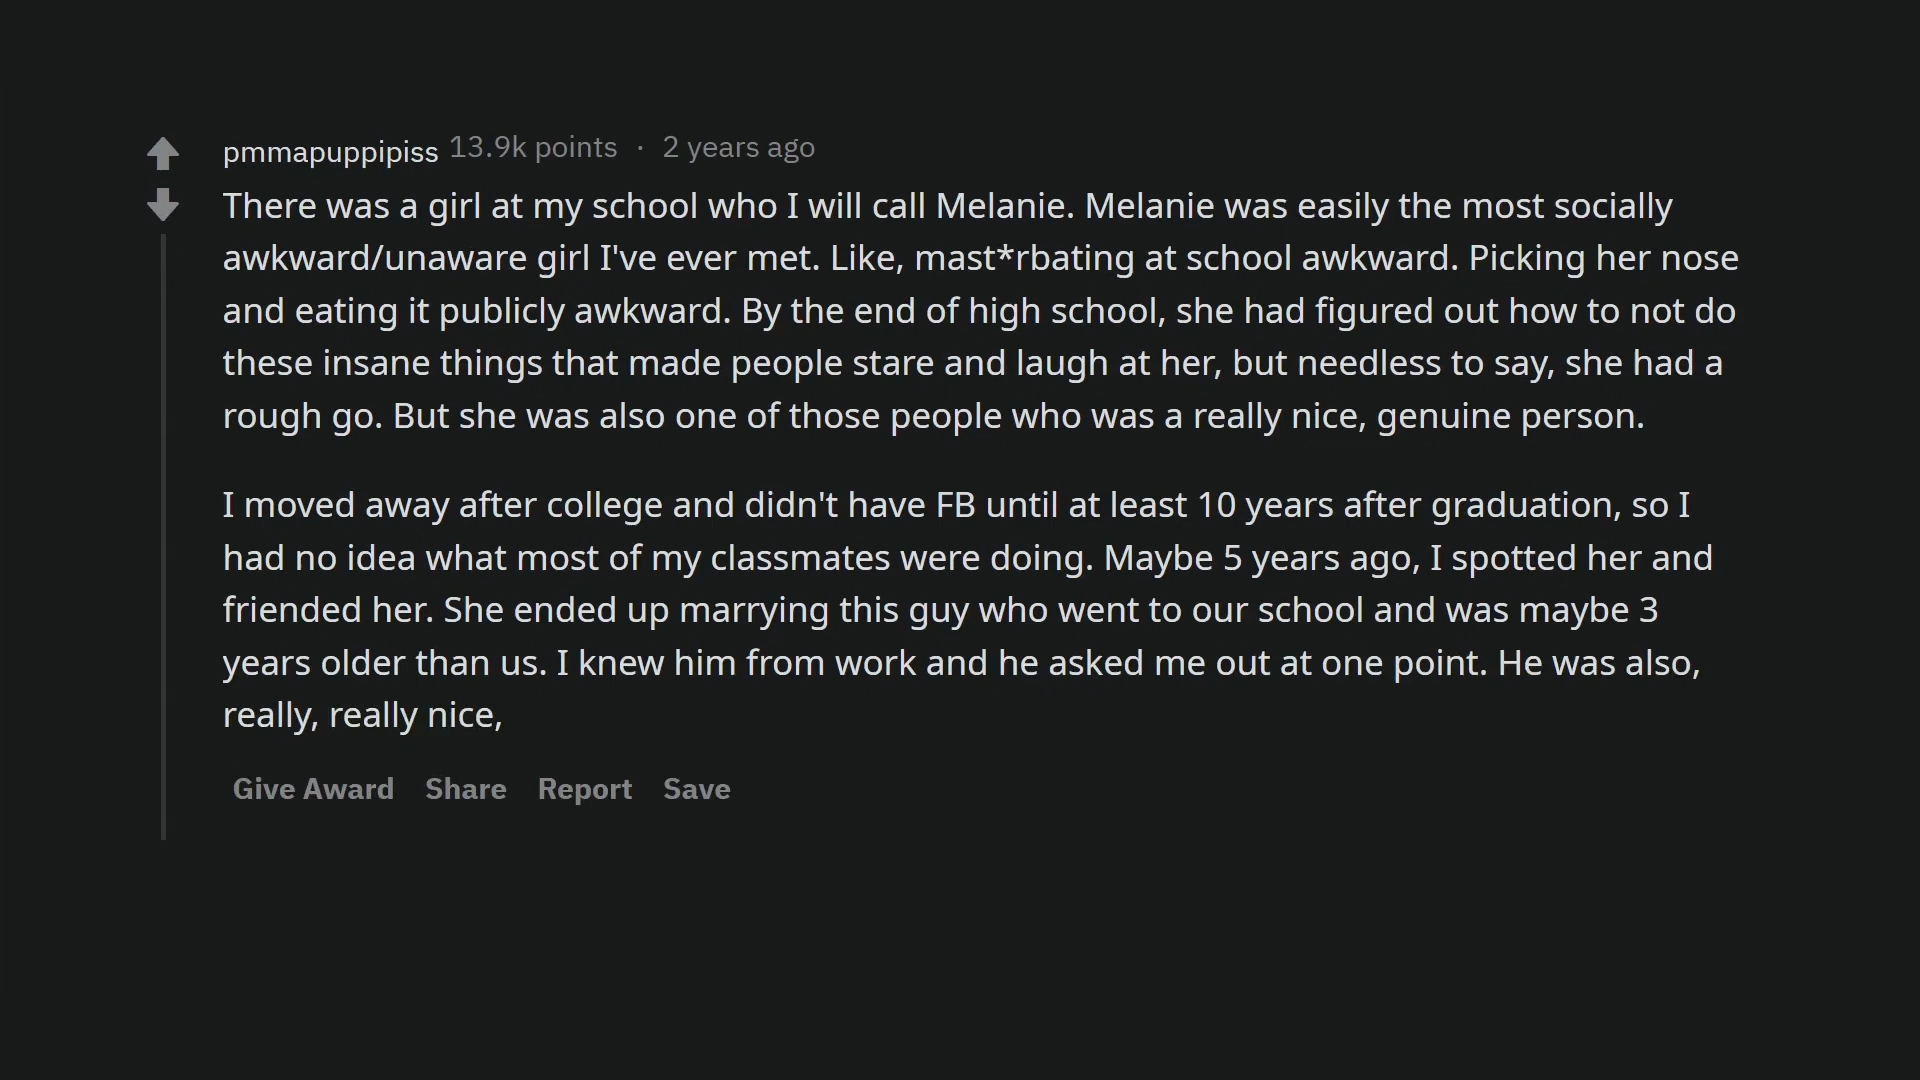 pmmapuppipiss 13.9k points · 2 years ago
There was a girl at my school who I will call Melanie. Melanie was easily the most socially
awkward/unaware girl I've ever met. Like, mast*rbating at school awkward. Picking her nose
and eating it publicly awkward. By the end of high school, she had figured out how to not do
these insane things that made people stare and laugh at her, but needless to say, she had a
rough go. But she was also one of those people who was a really nice, genuine person.
I moved away after college and didn't have FB until at least 10 years after graduation, so I
had no idea what most of my classmates were doing. Maybe 5 years ago, I spotted her and
friended her. She ended up marrying this guy who went to our school and was maybe 3
years older than us. I knew him from work and he asked me out at one point. He was also,
really, really nice,
Give Award Share Report Save